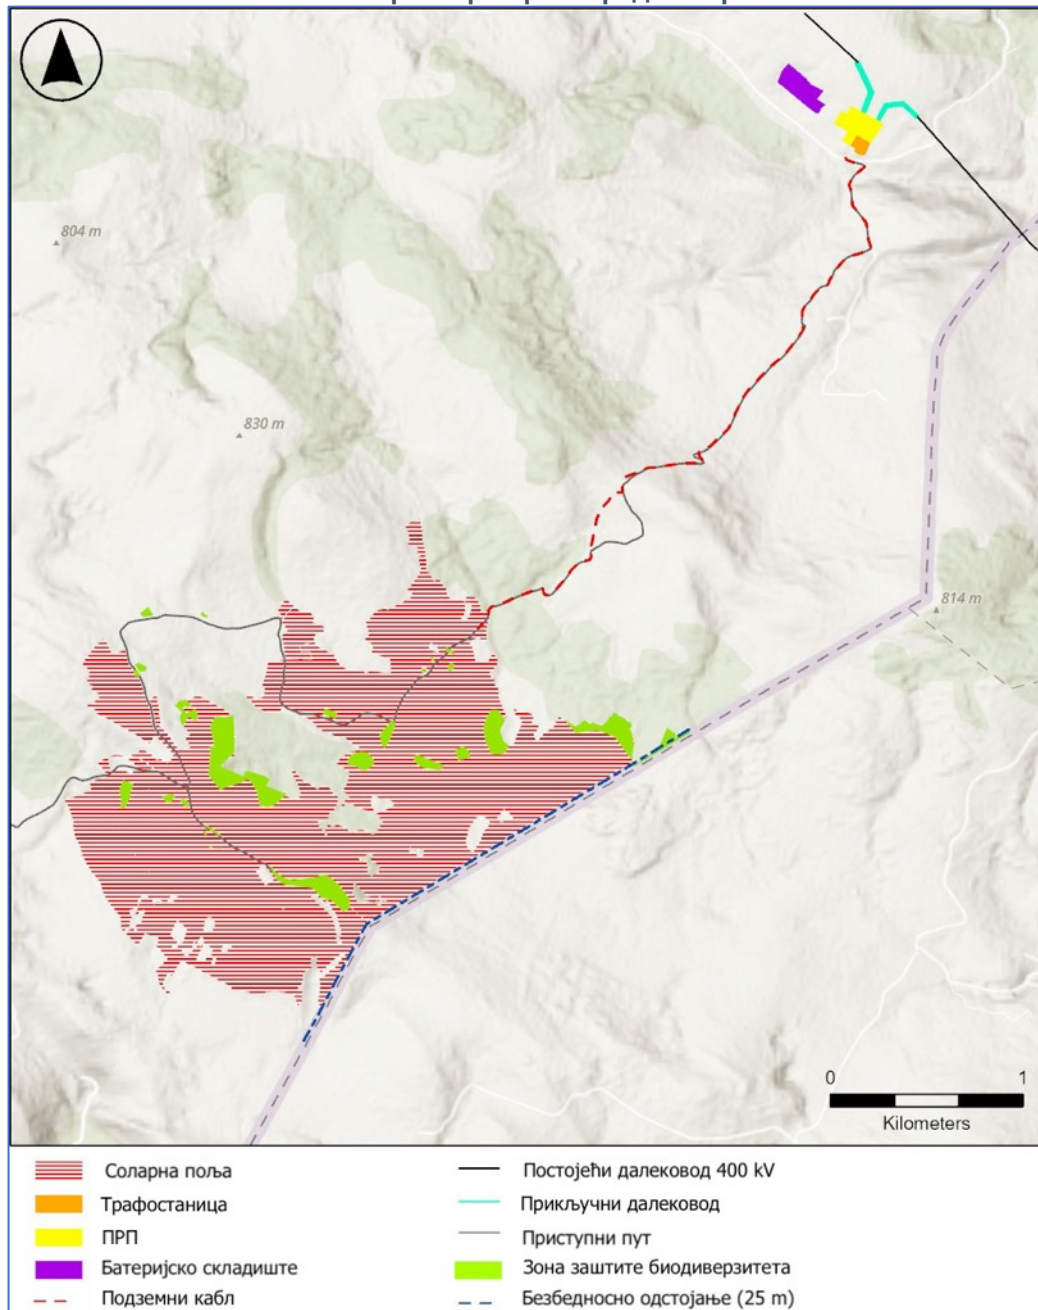 804 m
830 m
814 m
0 1
Kilometers
Соларна поља
Трафостаница
ПРП
Батеријско складиште
Подземни кабл
Постојећи далековод 400 kV
Прикључни далековод
Приступни пут
Зона заштите биодиверзитета
Безбедносно одстојање (25 m)